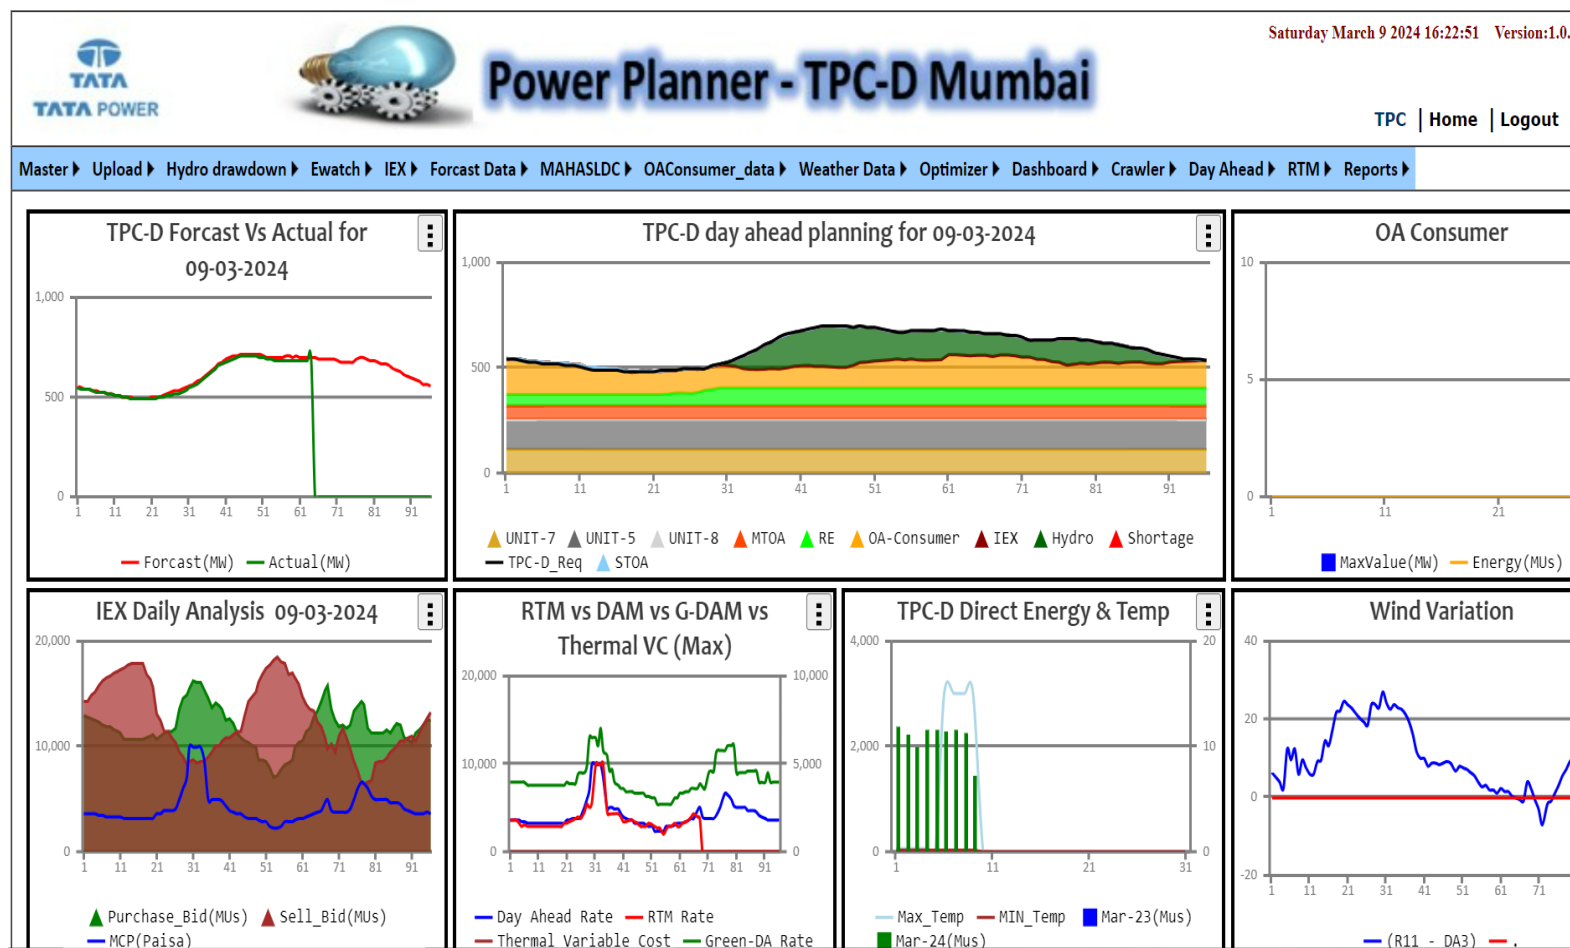 Saturday March 9 2024 16:22:51 Version:1.0.
TATA
TATA POWER
Power Planner - TPC-D Mumbai
TPC | Home | Logout
Master Upload Hydro drawdown Ewatch IEX Forcast Data MAHASLDC OAConsumer_data Weather Data Optimizer Dashboard Crawler Day Ahead RTM Reports
TPC-D Forcast Vs Actual for
09-03-2024
1,000
500
0
1 11 21 31 41 51 61 71 81 91
Forcast(MW) Actual(MW)
TPC-D day ahead planning for 09-03-2024
1,000
500
0
1 11 21 31 41 51 61 71 81 91
UNIT-7 UNIT-5 UNIT-8 MTOA RE OA-Consumer IEX Hydro Shortage
TPC-D_Req STOA
OA Consumer
10
5
0
1 11 21
MaxValue(MW) Energy(MUs)
IEX Daily Analysis 09-03-2024
20,000
10,000
0
1 11 21 31 41 51 61 71 81 91
Purchase_Bid(MUs) Sell_Bid(MUs)
MCP(Paisa)
RTM vs DAM vs G-DAM vs
Thermal VC (Max)
20,000 10,000
10,000 5,000
0 0
1 11 21 31 41 51 61 71 81 91
Day Ahead Rate RTM Rate
Thermal Variable Cost Green-DA Rate
TPC-D Direct Energy & Temp
4,000 20
2,000 10
0 0
1 11 21 31
Max_Temp MIN_Temp Mar-23(Mus)
Mar-24(Mus)
Wind Variation
40
20
0
-20
1 11 21 31 41 51 61 71
(R11 - DA3) .